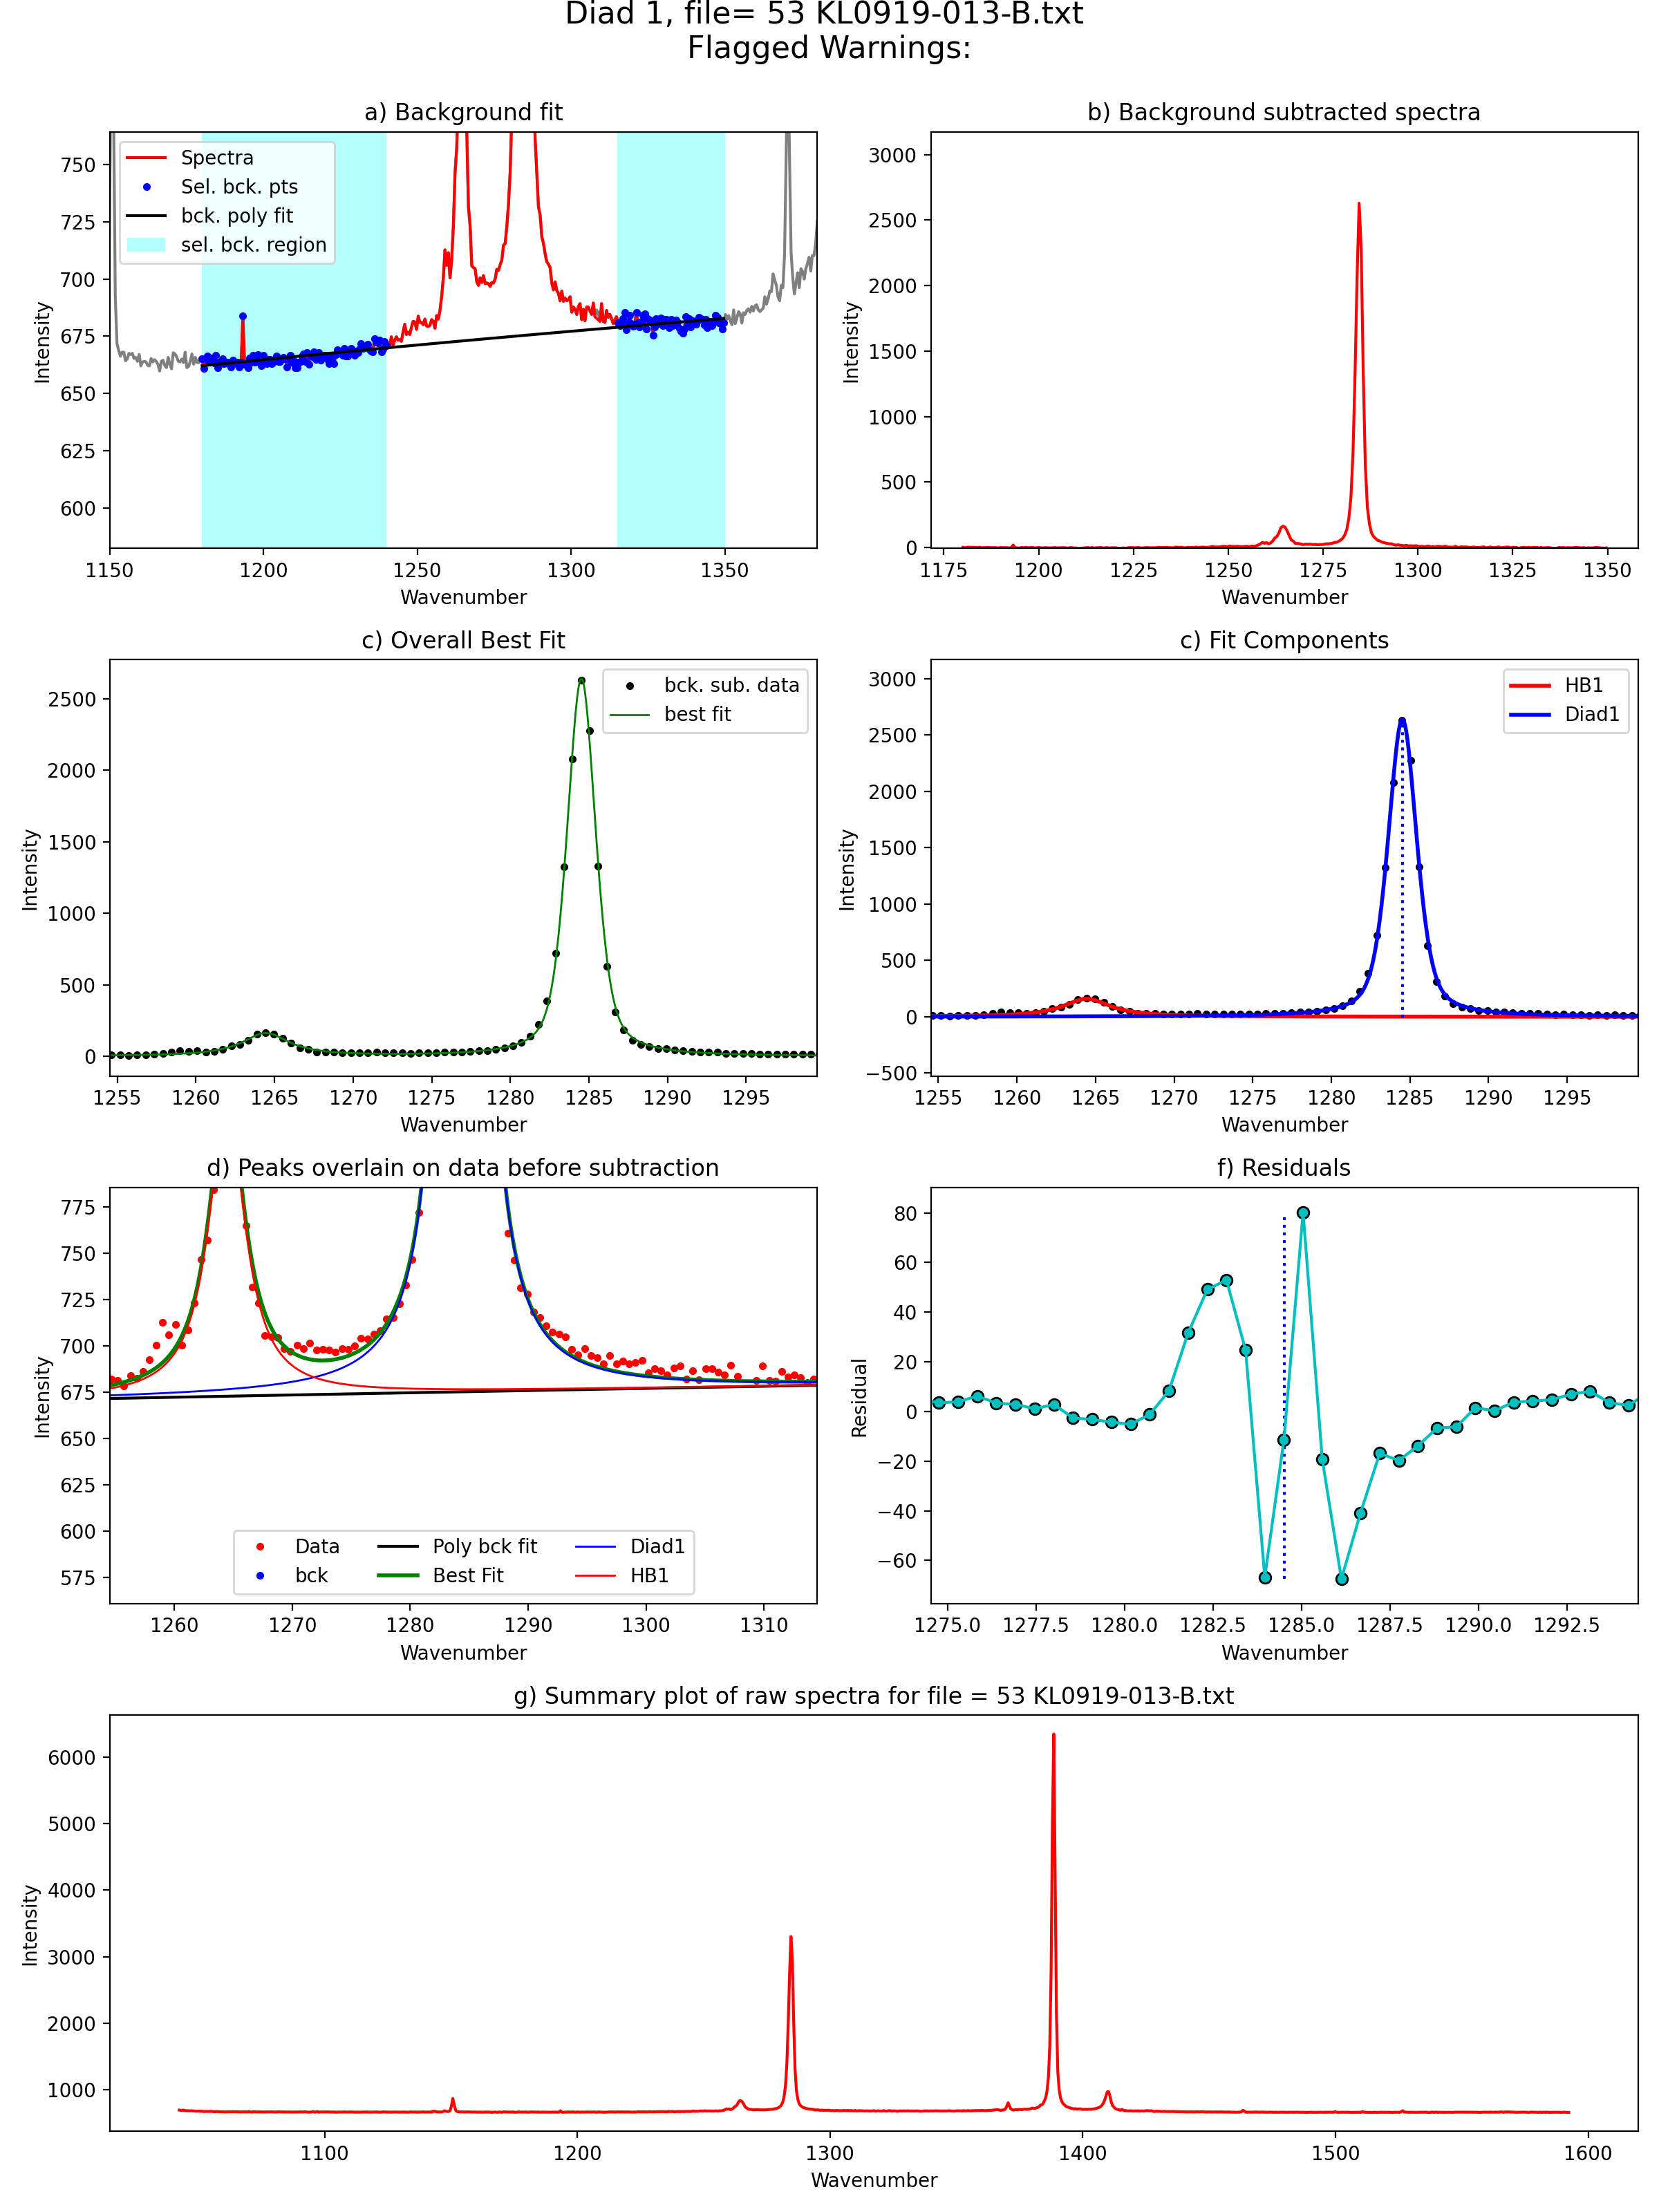 Diad 1, file= 53 KL0919-013-B.txt
Flagged Warnings:
a) Background fit
750
725
700
675
650
625
600
Intensity
Spectra
Sel. bck. pts
bck. poly fit
sel. bck. region
1150 1200 1250 1300 1350
Wavenumber
b) Background subtracted spectra
3000
2500
2000
1500
1000
500
0
Intensity
1175 1200 1225 1250 1275 1300 1325 1350
Wavenumber
c) Overall Best Fit
2500
2000
1500
1000
500
0
Intensity
bck. sub. data
best fit
1255 1260 1265 1270 1275 1280 1285 1290 1295
Wavenumber
c) Fit Components
3000
2500
2000
1500
1000
500
0
−500
Intensity
HB1
Diad1
1255 1260 1265 1270 1275 1280 1285 1290 1295
Wavenumber
d) Peaks overlain on data before subtraction
775
750
725
700
675
650
625
600
575
Intensity
Data Poly bck fit Diad1
bck Best Fit HB1
1260 1270 1280 1290 1300 1310
Wavenumber
f) Residuals
80
60
40
20
0
−20
−40
−60
Residual
1275.0 1277.5 1280.0 1282.5 1285.0 1287.5 1290.0 1292.5
Wavenumber
g) Summary plot of raw spectra for file = 53 KL0919-013-B.txt
6000
5000
4000
3000
2000
1000
Intensity
1100 1200 1300 1400 1500 1600
Wavenumber